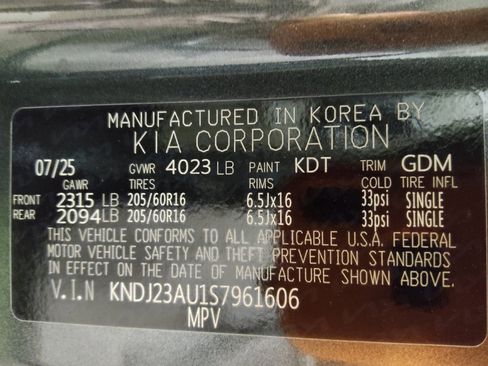 MANUFACTURED IN KOREA BY
KIA CORPORATION
07/25 GVWR 4023 LB PAINT KDT TRIM GDM
GAWR TIRES RIMS COLD TIRE INFL
FRONT 2315 LB 205/60R16 6.5Jx16 33psi SINGLE
REAR 2094 LB 205/60R16 6.5Jx16 33psi SINGLE
THIS VEHICLE CONFORMS TO ALL APPLICABLE U.S.A. FEDERAL
MOTOR VEHICLE SAFETY AND THEFT PREVENTION STANDARDS
IN EFFECT ON THE DATE OF MANUFACTURE SHOWN ABOVE.
V.I.N KNDJ23AU1S7961606
MPV